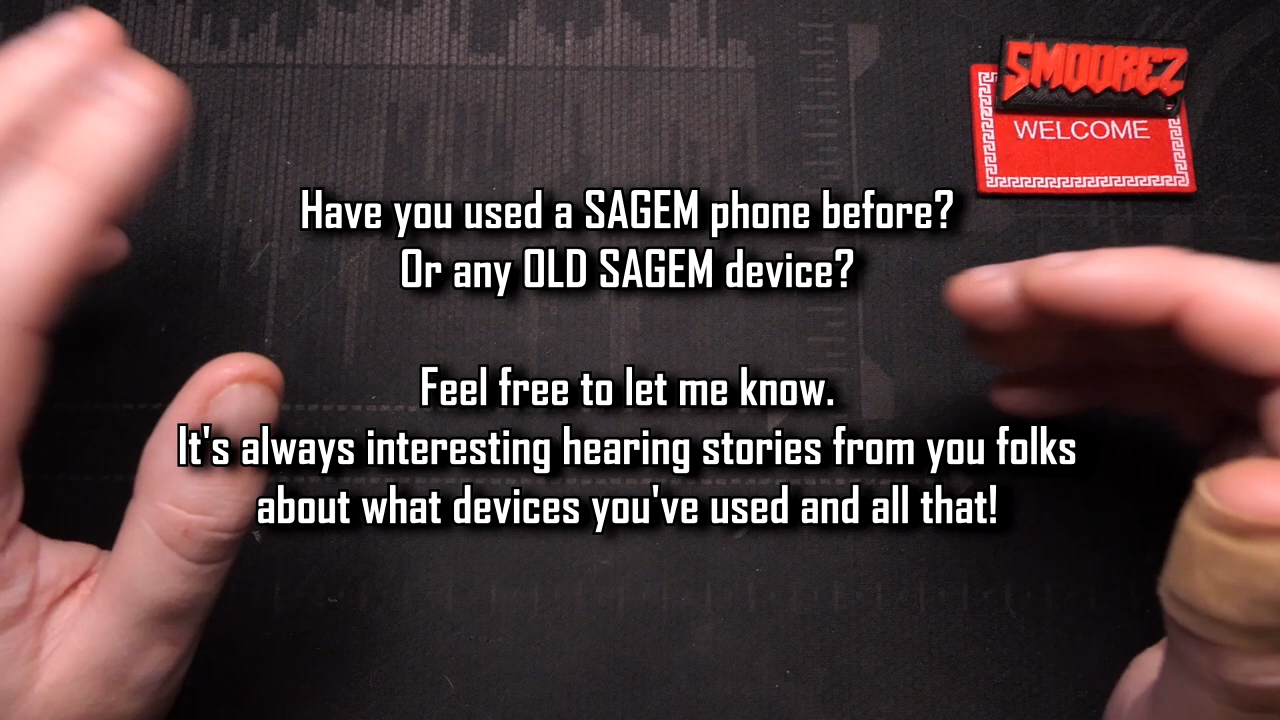 SMOOREZ
WELCOME
Have you used a SAGEM phone before?
Or any OLD SAGEM device?
Feel free to let me know.
It's always interesting hearing stories from you folks
about what devices you've used and all that!